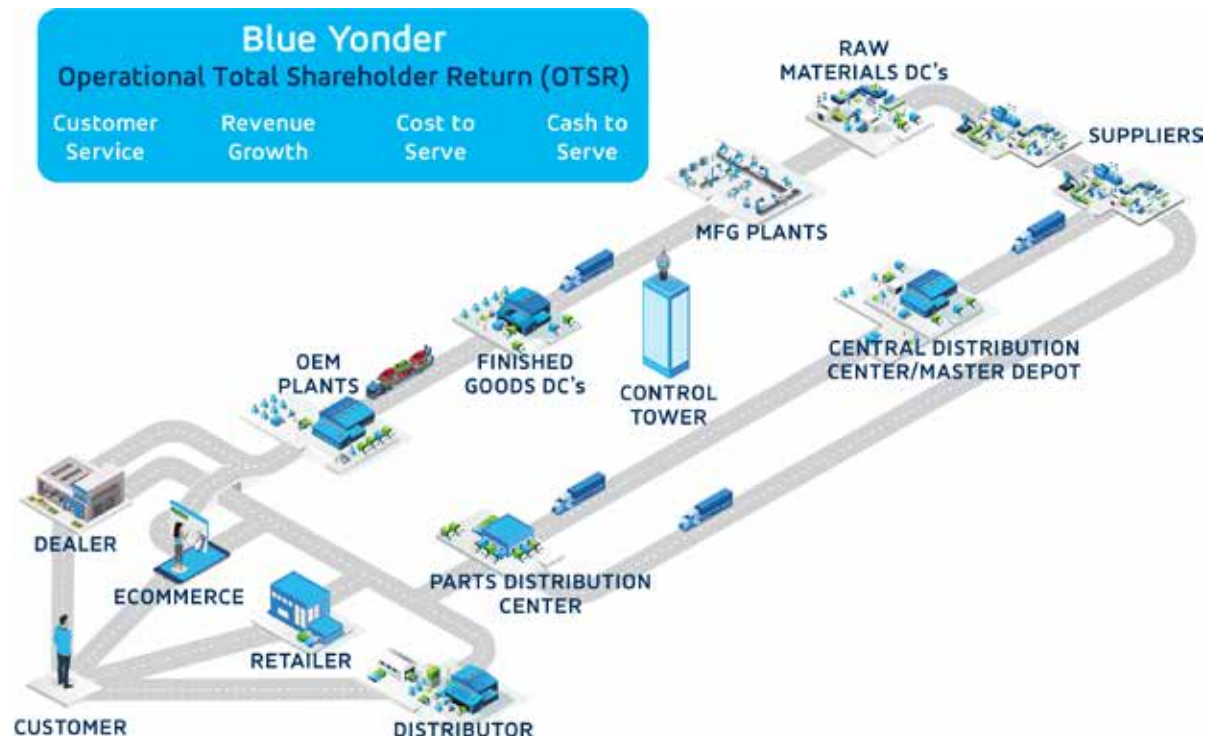 Blue Yonder
Operational Total Shareholder Return (OTSR)
Customer
Service
Revenue
Growth
Cost to
Serve
Cash to
Serve
RAW
MATERIALS DC's
SUPPLIERS
MFG PLANTS
CENTRAL DISTRIBUTION
CENTER/MASTER DEPOT
CONTROL
TOWER
FINISHED
GOODS DC's
OEM
PLANTS
DEALER
ECOMMERCE
PARTS DISTRIBUTION
CENTER
RETAILER
CUSTOMER
DISTRIBUTOR